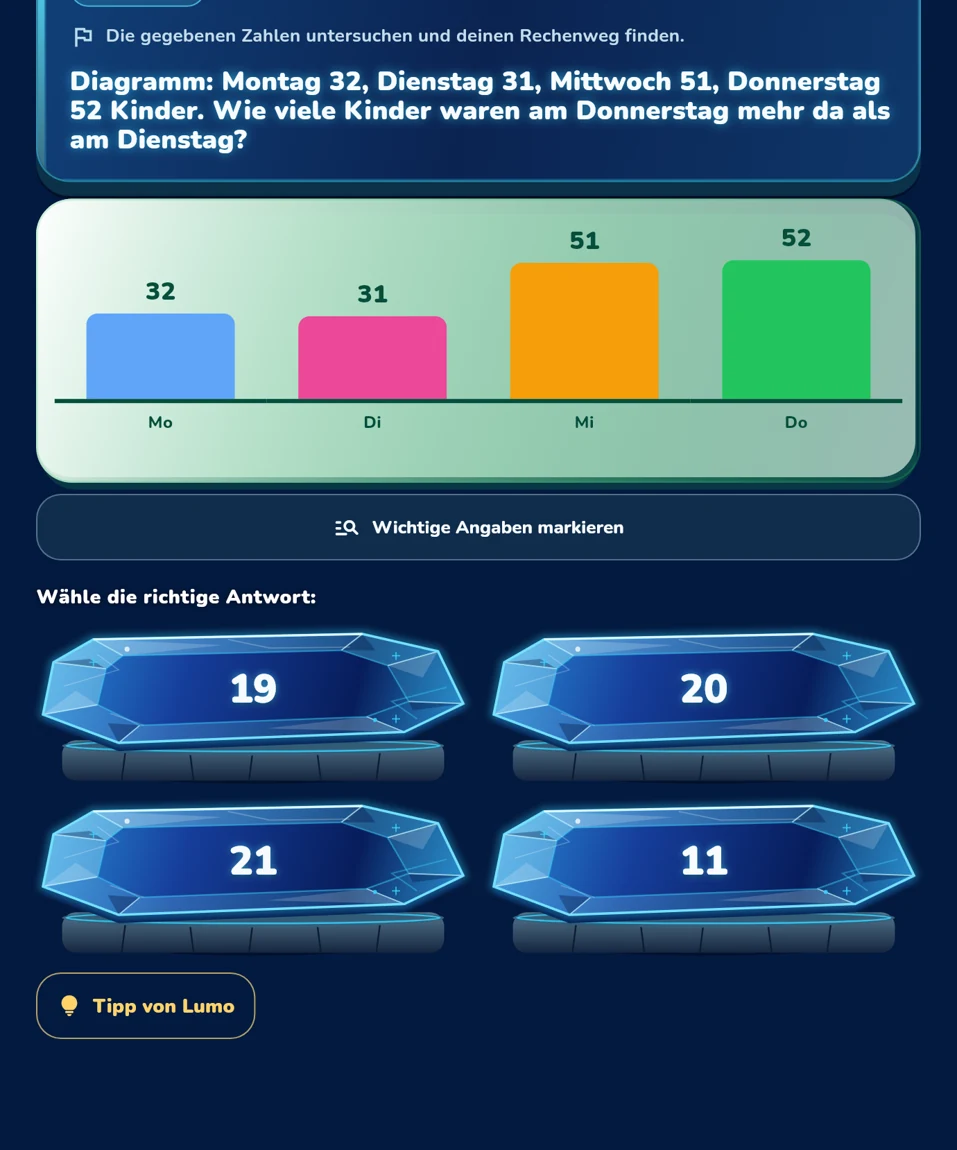 Die gegebenen Zahlen untersuchen und deinen Rechenweg finden.
Diagramm: Montag 32, Dienstag 31, Mittwoch 51, Donnerstag
52 Kinder. Wie viele Kinder waren am Donnerstag mehr da als
am Dienstag?
32
31
51
52
Mo
Di
Mi
Do
Wichtige Angaben markieren
Wähle die richtige Antwort:
19
20
21
11
Tipp von Lumo